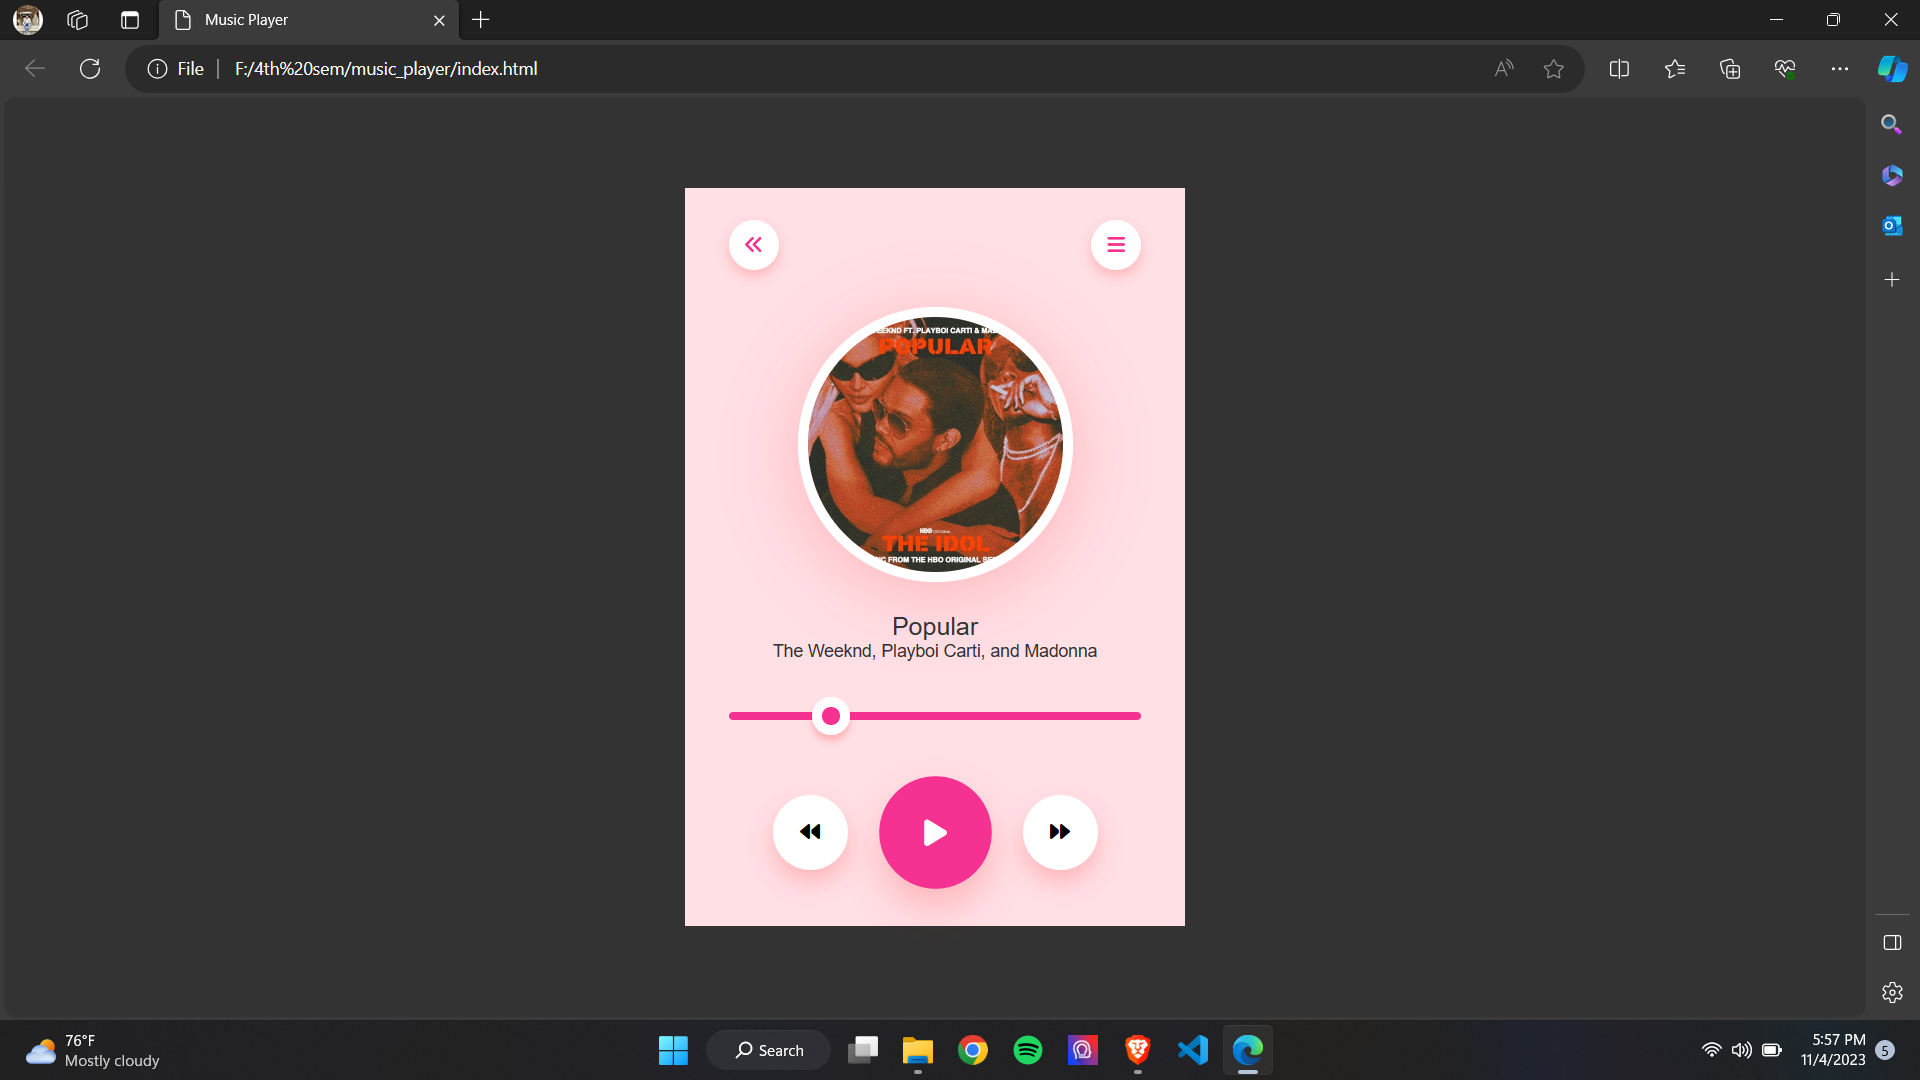 Music Player
File
F:/4th%20sem/music_player/index.html
EEKND FT. PLAYBOI CARTI & MAD
POPULAR
HBO
THE IDOL
C FROM THE HBO ORIGINAL SE
Popular
The Weeknd, Playboi Carti, and Madonna
76°F
Mostly cloudy
Search
5:57 PM
11/4/2023
5